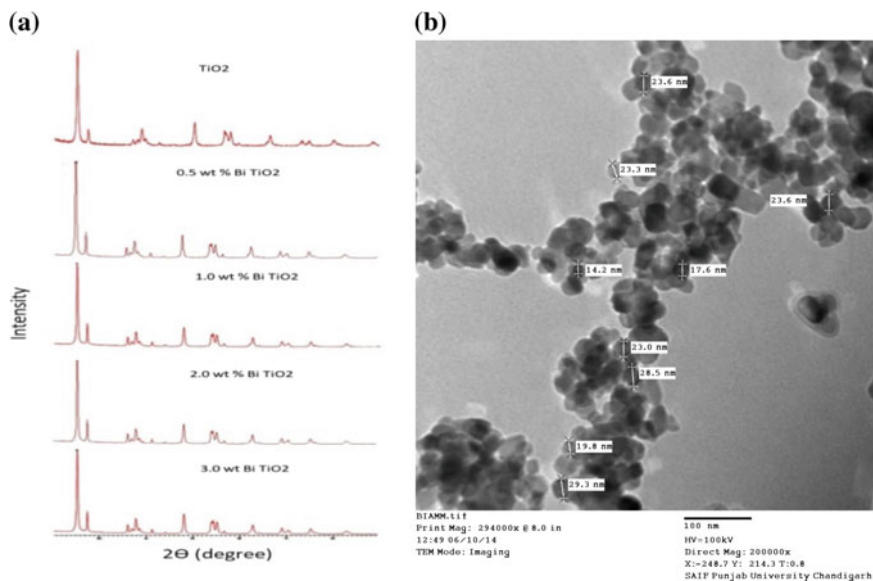 (a)
TiO2
0.5 wt % Bi TiO2
1.0 wt % Bi TiO2
2.0 wt % Bi TiO2
3.0 wt Bi TiO2
Intensity
2Θ (degree)
(b)
23.6 nm
23.3 nm
23.6 nm
14.2 nm
17.6 nm
23.0 nm
28.5 nm
19.8 nm
29.3 nm
BIAMM.tif
Print Mag: 294000x @ 8.0 in
12:49 06/10/14
TEM Mode: Imaging
100 nm
HV=100kV
Direct Mag: 200000x
X:-248.7 Y: 214.3 T:0.8
SAIF Punjab University Chandigarh